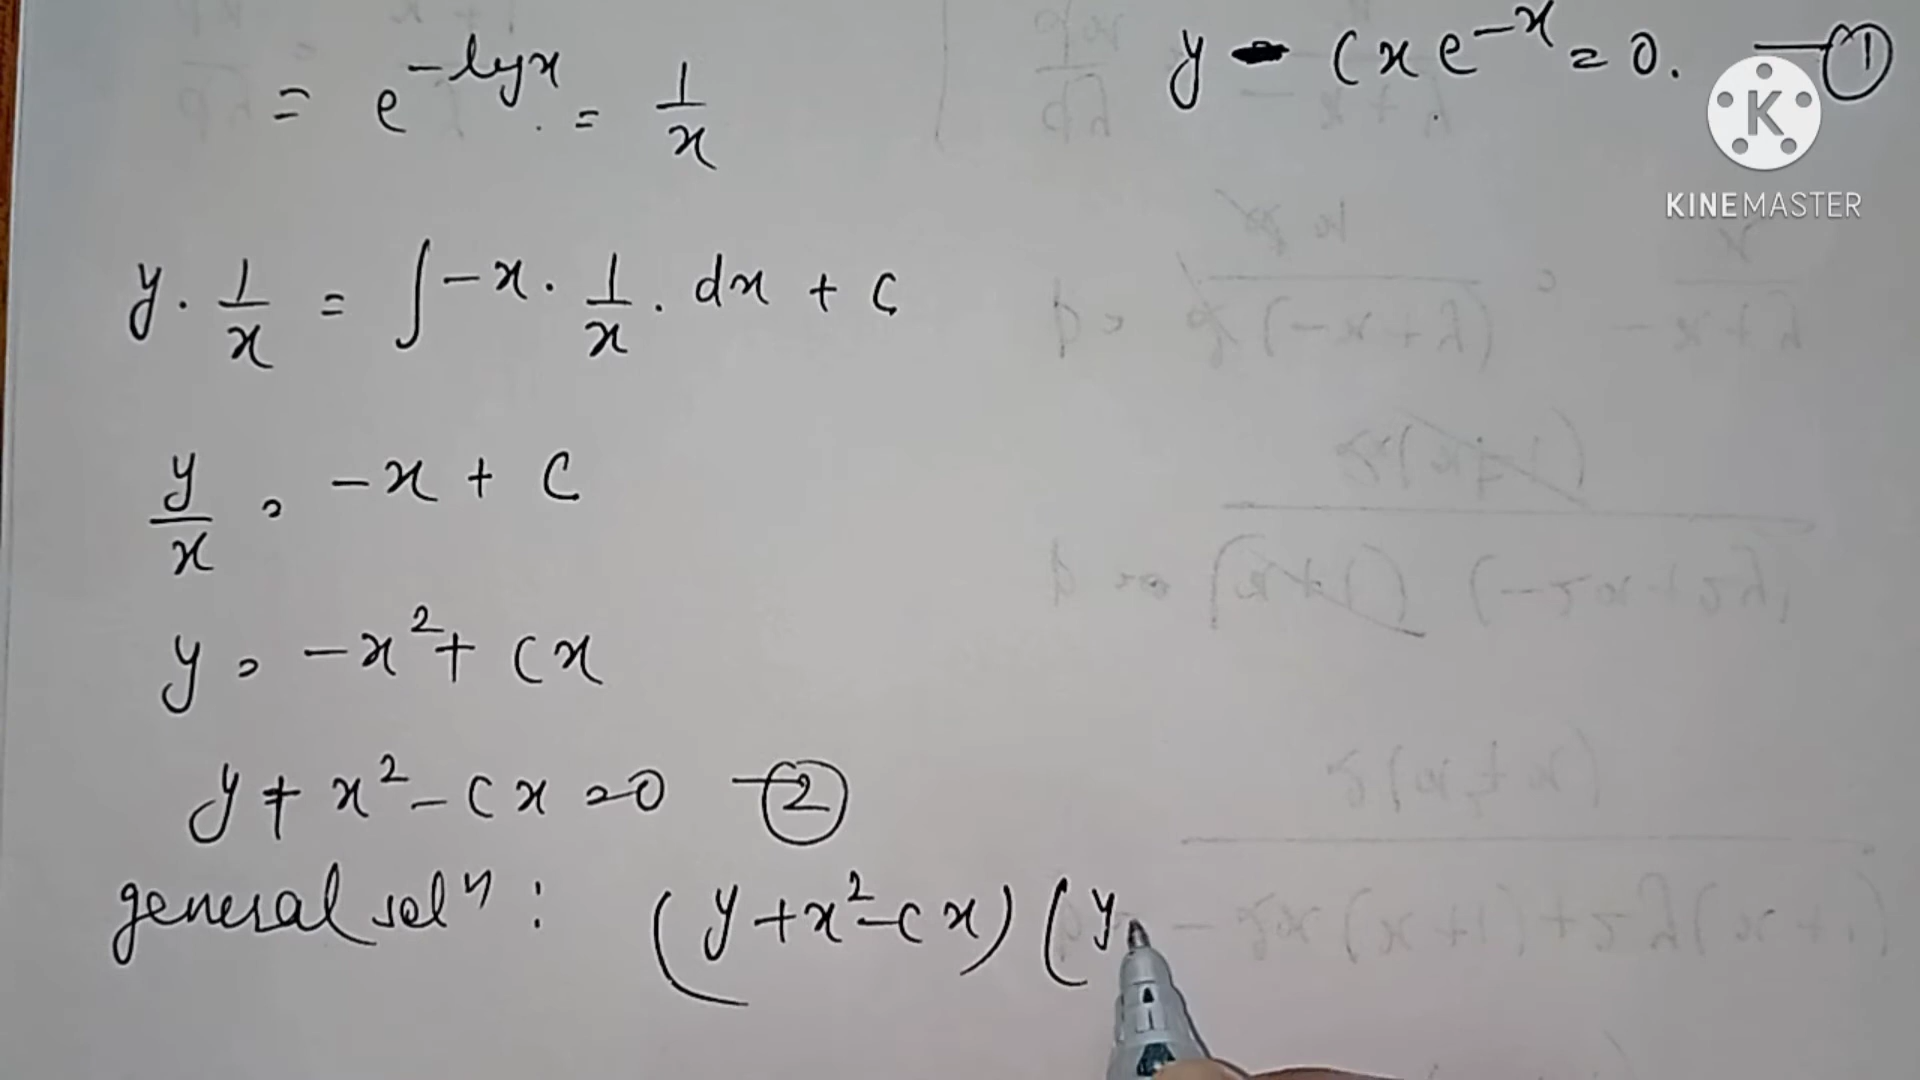 = e^{-log x} = 1/x
y · 1/x = ∫ -x · 1/x · dx + C
y/x = -x + C
y = -x² + Cx
y + x² - Cx = 0 —②
general solⁿ : (y + x² - Cx) (y
y - Cxe^{-x} = 0. —①
K
KINEMASTER